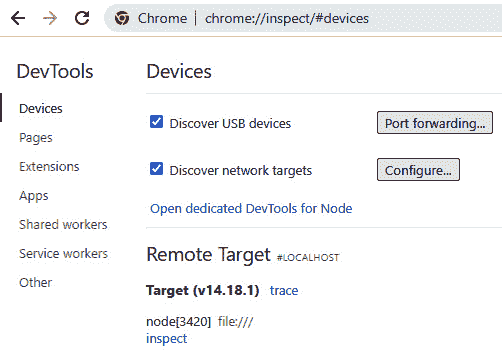 Chrome chrome://inspect/#devices
DevTools
Devices
Pages
Extensions
Apps
Shared workers
Service workers
Other
Devices
Discover USB devices Port forwarding...
Discover network targets Configure...
Open dedicated DevTools for Node
Remote Target #LOCALHOST
Target (v14.18.1) trace
node[3420] file:///
inspect